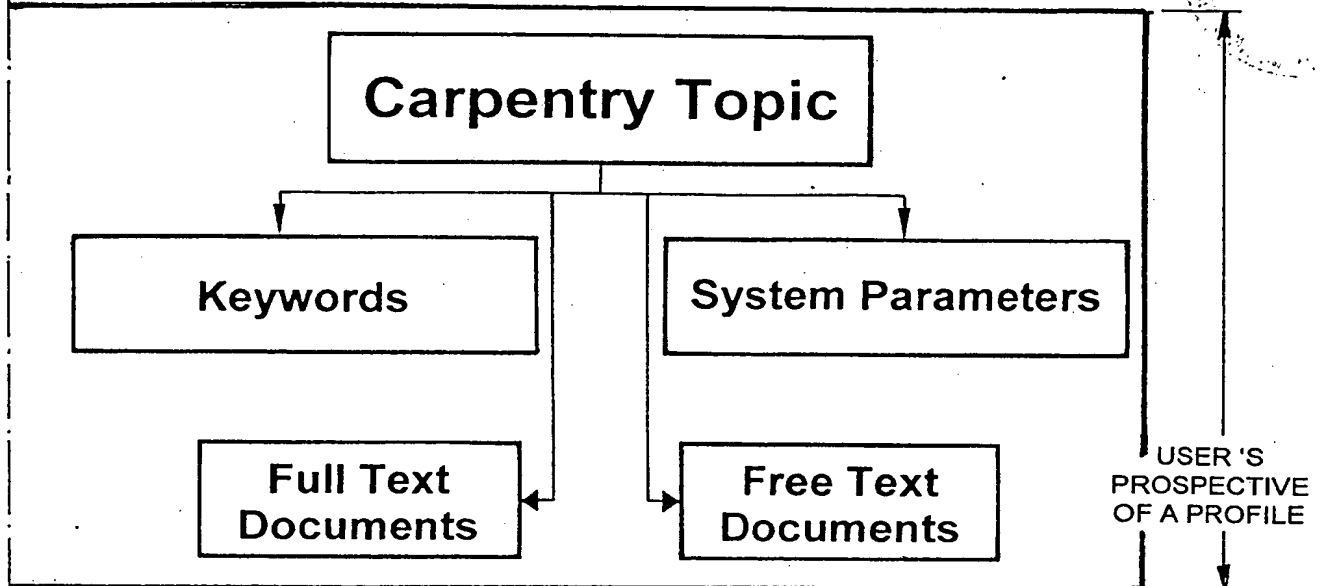 Carpentry Topic
Keywords
System Parameters
Full Text
Documents
Free Text
Documents
USER 'S
PROSPECTIVE
OF A PROFILE